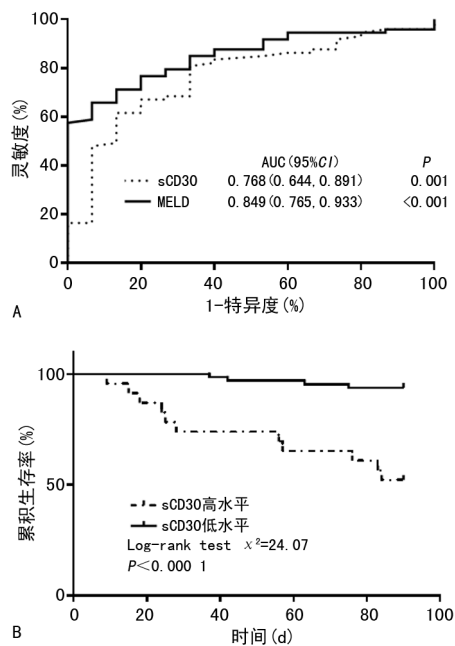 100
80
60
40
20
0
灵敏度(%)
AUC(95%CI) P
sCD30 0.768(0.644,0.891) 0.001
MELD 0.849(0.765,0.933) <0.001
0 20 40 60 80 100
1-特异度(%)
A
100
50
0
累积生存率(%)
sCD30高水平
sCD30低水平
Log-rank test χ²=24.07
P<0.000 1
0 20 40 60 80 100
时间(d)
B